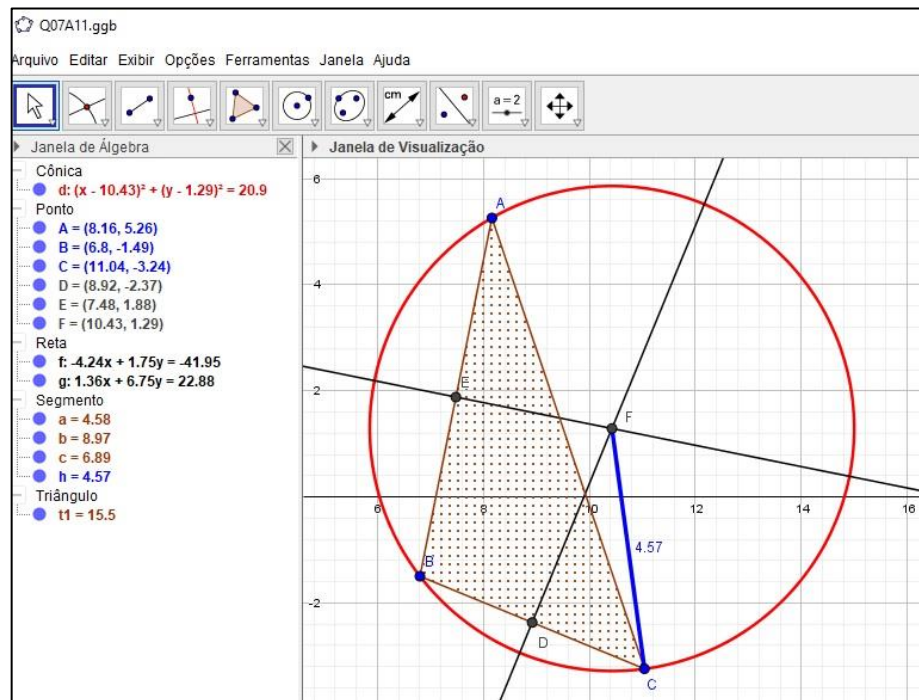 Q07A11.ggb
Arquivo Editar Exibir Opções Ferramentas Janela Ajuda
cm
a = 2
Janela de Álgebra
Janela de Visualização
Cônica
d: (x - 10.43)² + (y - 1.29)² = 20.9
Ponto
A = (8.16, 5.26)
B = (6.8, -1.49)
C = (11.04, -3.24)
D = (8.92, -2.37)
E = (7.48, 1.88)
F = (10.43, 1.29)
Reta
f: -4.24x + 1.75y = -41.95
g: 1.36x + 6.75y = 22.88
Segmento
a = 4.58
b = 8.97
c = 6.89
h = 4.57
Triângulo
t1 = 15.5
6
A
4
E
2
F
6 8 10 12 14 16
4.57
B
-2
D
C